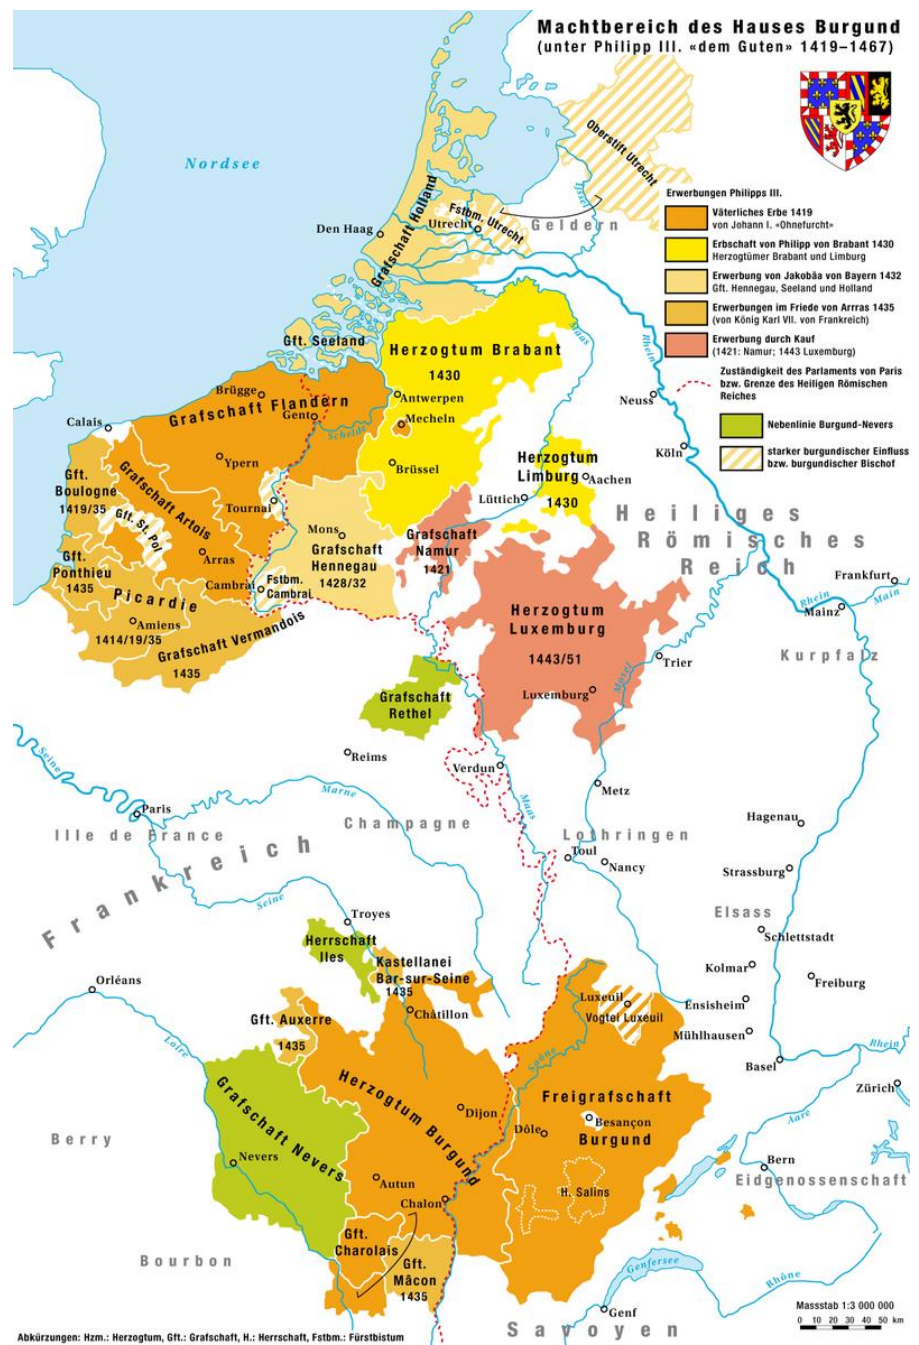 Machtbereich des Hauses Burgund
(unter Philipp III. «dem Guten» 1419–1467)
Nordsee
Oberstift Utrecht
Erwerbungen Philipps III.
Väterliches Erbe 1419
von Johann I. «Ohnefurcht»
Erbschaft von Philipp von Brabant 1430
Herzogtümer Brabant und Limburg
Erwerbung von Jakobäa von Bayern 1432
Gft. Hennegau, Seeland und Holland
Erwerbungen im Friede von Arrras 1435
(von König Karl VII. von Frankreich)
Erwerbung durch Kauf
(1421: Namur; 1443 Luxemburg)
Zuständigkeit des Parlaments von Paris
bzw. Grenze des Heiligen Römischen
Reiches
Nebenlinie Burgund-Nevers
starker burgundischer Einfluss
bzw. burgundischer Bischof
Grafschaft Holland
Fstbm. Utrecht
Utrecht
IJssel
Geldern
Den Haag
Gft. Seeland
Herzogtum Brabant
1430
Maas
Rhein
Brügge
Grafschaft Flandern
Antwerpen
Neuss
Calais
Gent
Schelde
Mecheln
Köln
Ypern
Brüssel
Herzogtum
Limburg
1430
Aachen
Gft.
Boulogne
1419/35
Grafschaft Artois
Tournai
Lüttich
Heiliges
Römisches
Reich
Gft. St. Pol
Mons
Grafschaft
Hennegau
1428/32
Grafschaft
Namur
1421
Arras
Gft.
Ponthieu
1435
Cambrai
Fstbm.
Cambrai
Frankfurt
Main
Rhein
Mainz
Picardie
Amiens
1414/19/35
Grafschaft Vermandois
1435
Herzogtum
Luxemburg
1443/51
Kurpfalz
Trier
Mosel
Luxemburg
Grafschaft
Rethel
Reims
Verdun
Maas
Metz
Seine
Paris
Marne
Ille de France
Champagne
Hagenau
Lothringen
Toul
Nancy
Frankreich
Strassburg
Seine
Troyes
Elsass
Schlettstadt
Herrschaft
Iles
Kastellanei
Bar-sur-Seine
1435
Kolmar
Freiburg
Orléans
Luxeuil
Vogtei Luxeuil
Ensisheim
Châtillon
Gft. Auxerre
1435
Mühlhausen
Loire
Saône
Basel
Rhein
Zürich
Grafschaft Nevers
Herzogtum Burgund
Freigrafschaft
Burgund
Dijon
Besançon
Dôle
Aare
Berry
Nevers
Bern
Eidgenossenschaft
Autun
Chalon
H. Salins
Gft.
Charolais
Bourbon
Gft.
Mâcon
1435
Genfersee
Rhône
Genf
Savoyen
Massstab 1:3 000 000
0 10 20 30 40 50 km
Abkürzungen: Hzm.: Herzogtum, Gft.: Grafschaft, H.: Herrschaft, Fstbm.: Fürstbistum